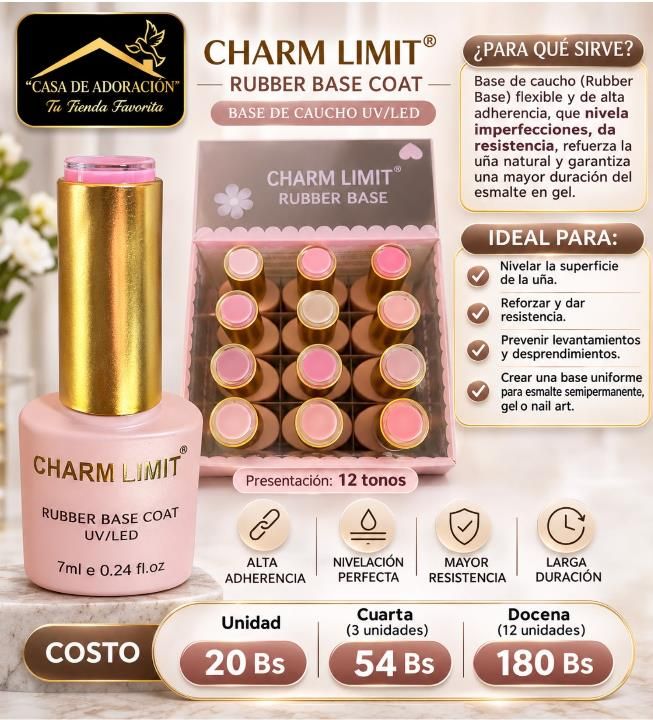 "CASA DE ADORACIÓN"
Tu Tienda Favorita
CHARM LIMIT®
RUBBER BASE COAT
BASE DE CAUCHO UV/LED
¿PARA QUÉ SIRVE?
Base de caucho (Rubber
Base) flexible y de alta
adherencia, que nivela
imperfecciones, da
resistencia, refuerza la
uña natural y garantiza
una mayor duración del
esmalte en gel.
CHARM LIMIT®
RUBBER BASE
IDEAL PARA:
Nivelar la superficie
de la uña.
Reforzar y dar
resistencia.
Prevenir levantamientos
y desprendimientos.
Crear una base uniforme
para esmalte semipermanente,
gel o nail art.
CHARM LIMIT®
RUBBER BASE COAT
UV/LED
7ml e 0.24 fl.oz
Presentación: 12 tonos
ALTA
ADHERENCIA
NIVELACIÓN
PERFECTA
MAYOR
RESISTENCIA
LARGA
DURACIÓN
COSTO
Unidad
20 Bs
Cuarta
(3 unidades)
54 Bs
Docena
(12 unidades)
180 Bs